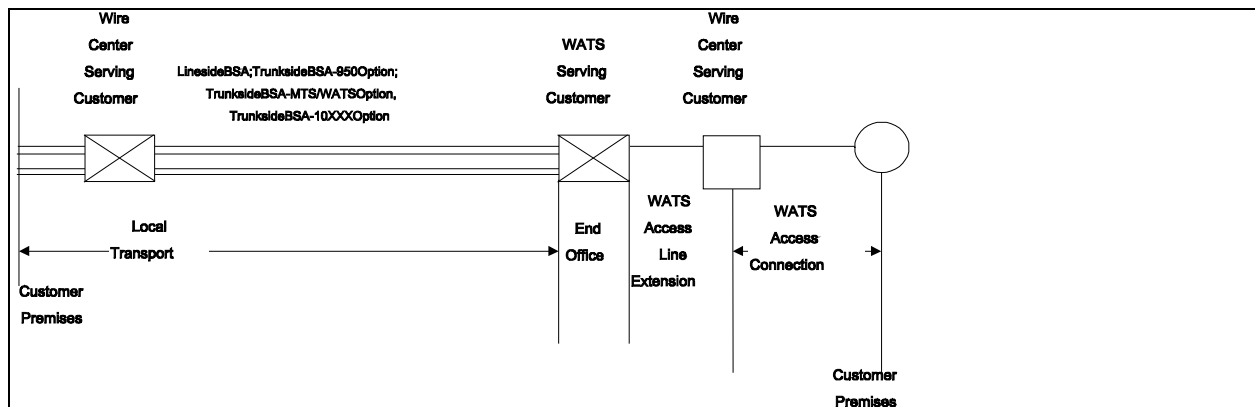 Wire
Center
Serving
Customer
LinesideBSA;TrunksideBSA-950Option;
TrunksideBSA-MTS/WATSOption,
TrunksideBSA-10XXXOption
WATS
Serving
Customer
Wire
Center
Serving
Customer
Local
Transport
End
Office
WATS
Access
Line
Extension
WATS
Access
Connection
Customer
Premises
Customer
Premises